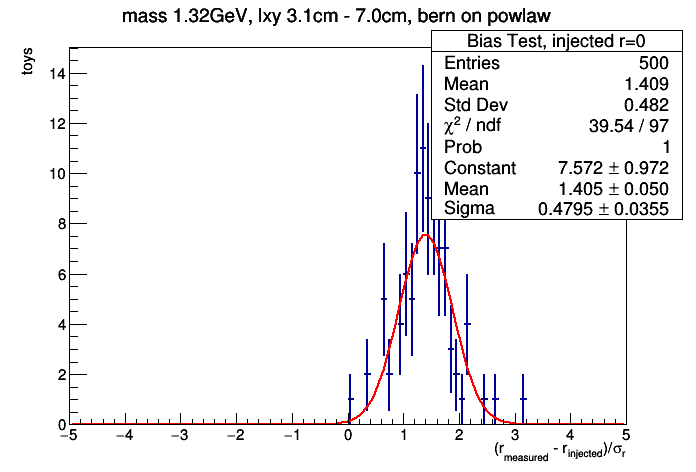 mass 1.32GeV, lxy 3.1cm - 7.0cm, bern on powlaw
Bias Test, injected r=0
Entries 500
Mean 1.409
Std Dev 0.482
χ² / ndf 39.54 / 97
Prob 1
Constant 7.572 ± 0.972
Mean 1.405 ± 0.050
Sigma 0.4795 ± 0.0355
toys
14
12
10
8
6
4
2
0
−5 −4 −3 −2 −1 0 1 2 3 4 5
(r_measured - r_injected)/σ_r